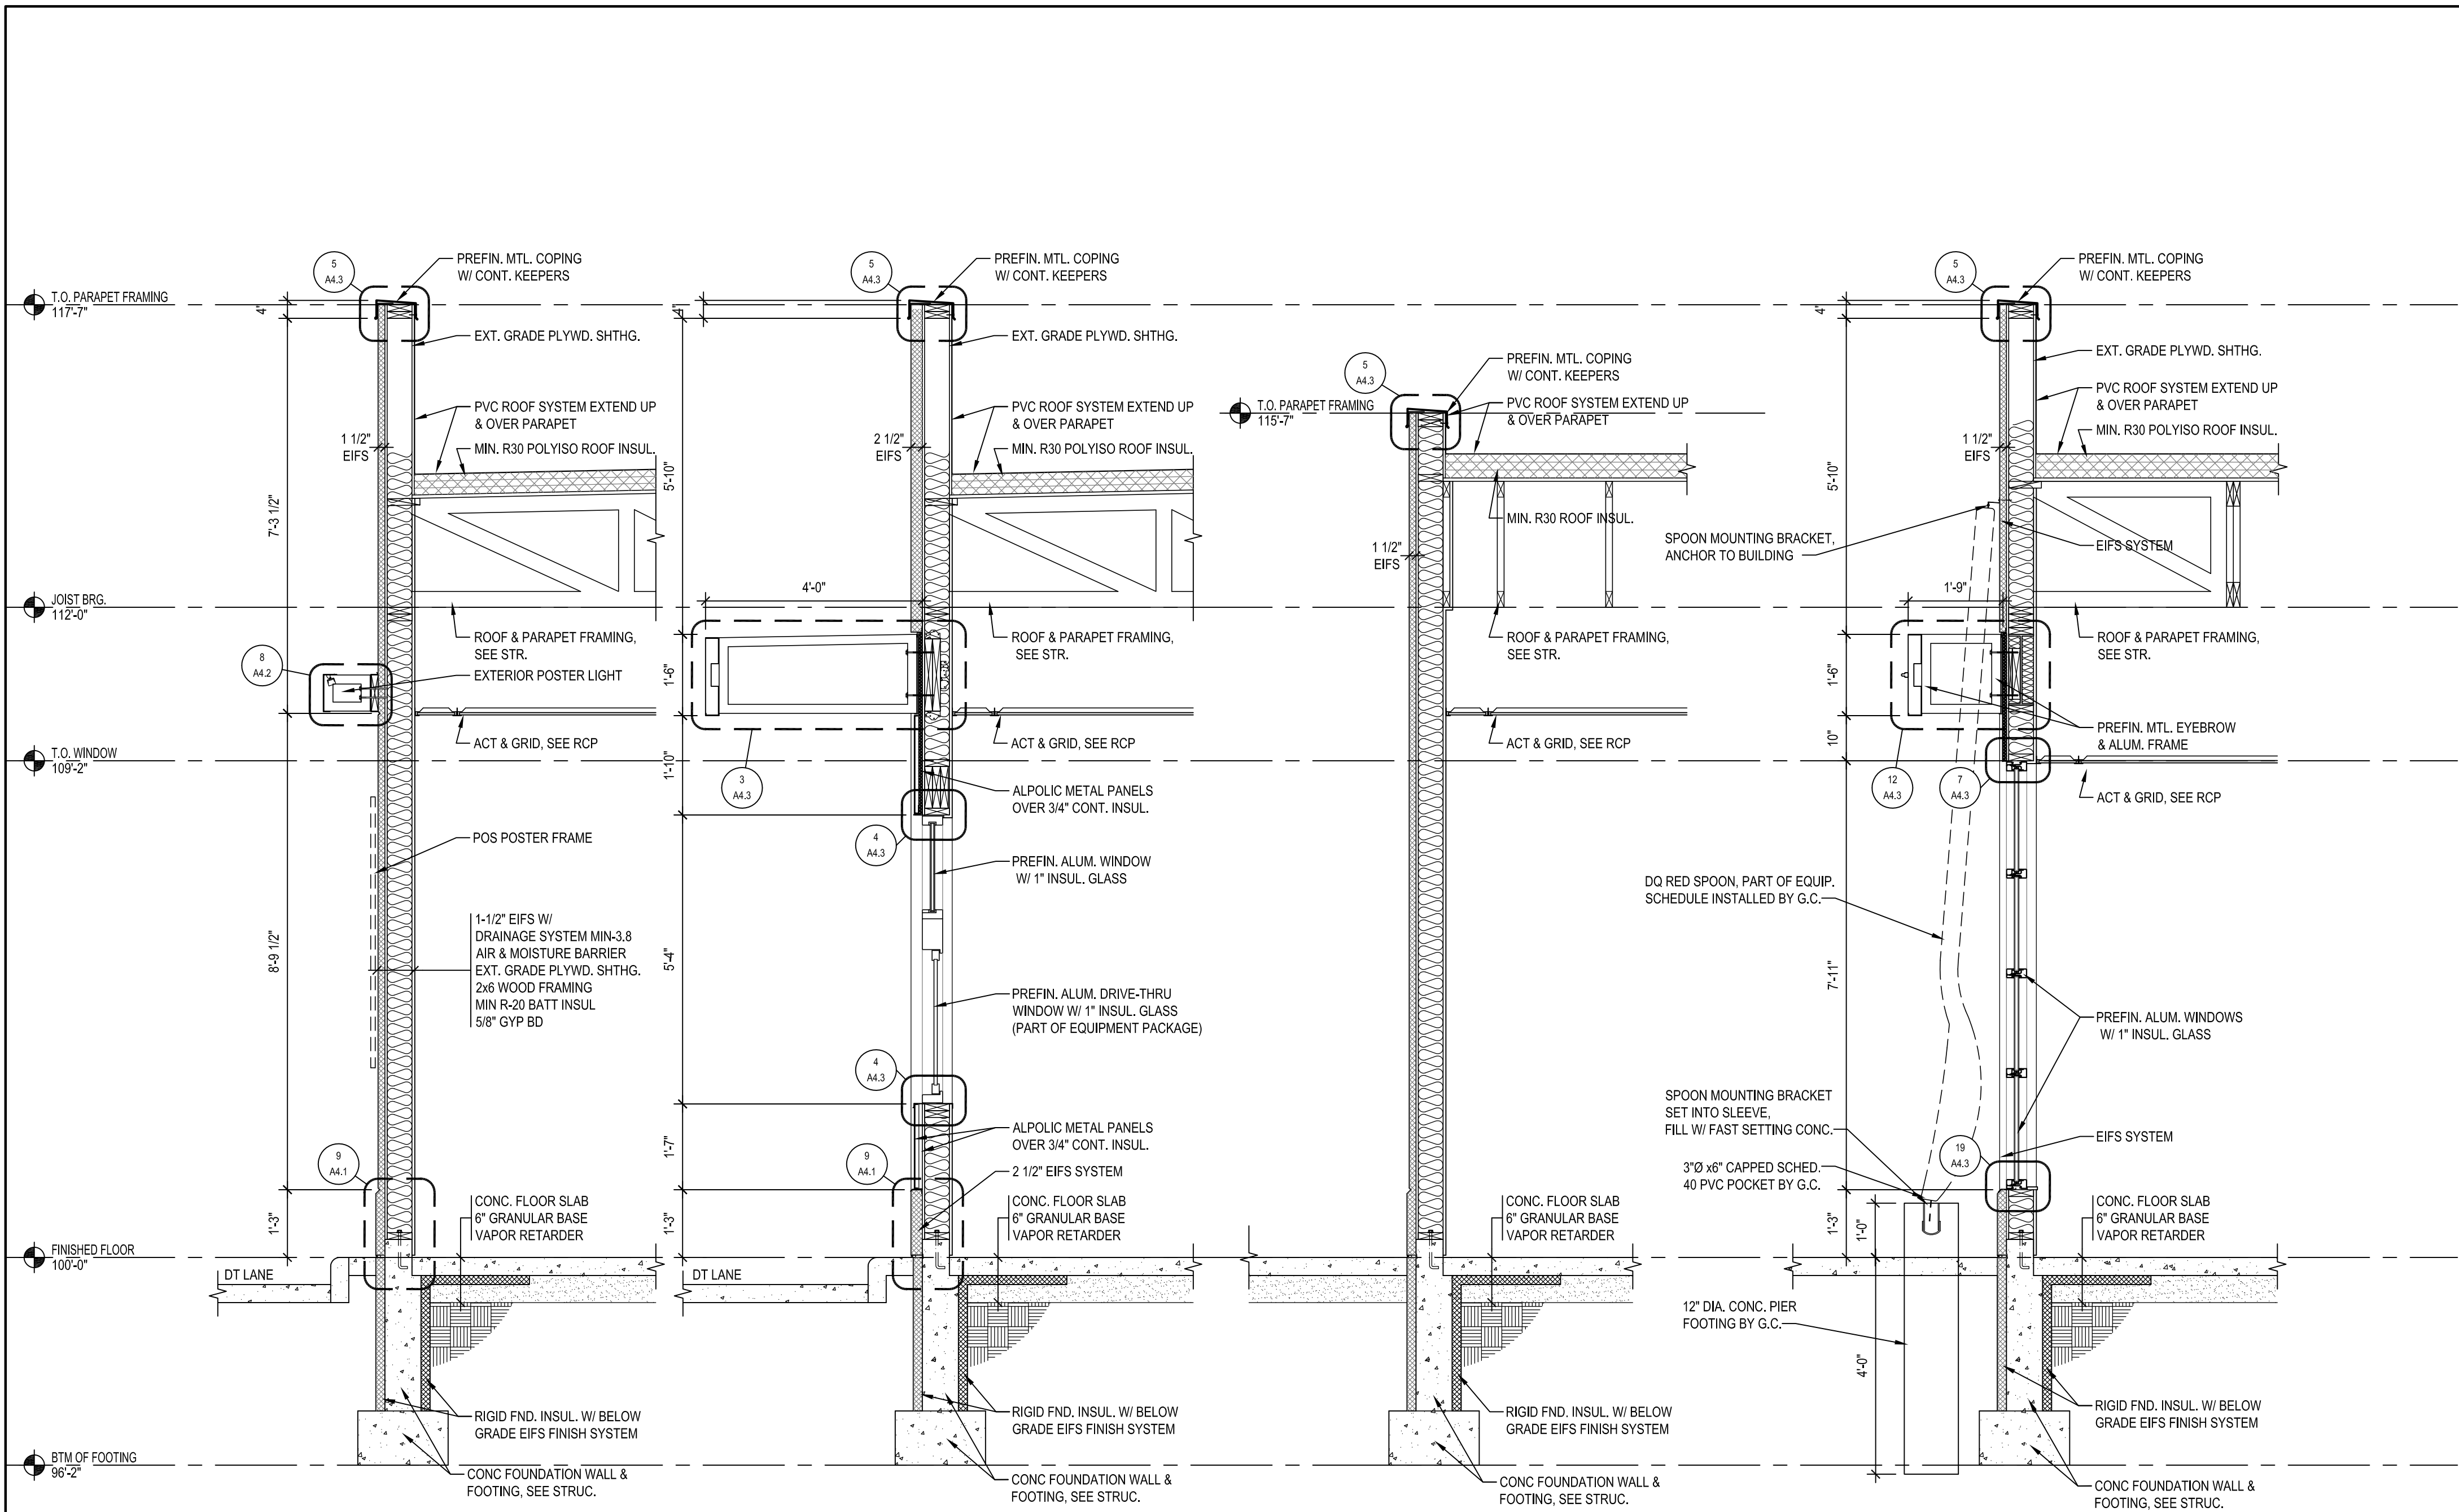 T.O. PARAPET FRAMING
117'-7"
JOIST BRG.
112'-0"
T.O. WINDOW
109'-2"
FINISHED FLOOR
100'-0"
BTM OF FOOTING
96'-2"
5
A4.3
PREFIN. MTL. COPING
W/ CONT. KEEPERS
4"
EXT. GRADE PLYWD. SHTHG.
PVC ROOF SYSTEM EXTEND UP
& OVER PARAPET
1 1/2"
EIFS
MIN. R30 POLYISO ROOF INSUL.
7'-3 1/2"
ROOF & PARAPET FRAMING,
SEE STR.
8
A4.2
EXTERIOR POSTER LIGHT
ACT & GRID, SEE RCP
POS POSTER FRAME
8'-9 1/2"
1-1/2" EIFS W/
DRAINAGE SYSTEM MIN-3.8
AIR & MOISTURE BARRIER
EXT. GRADE PLYWD. SHTHG.
2x6 WOOD FRAMING
MIN R-20 BATT INSUL
5/8" GYP BD
9
A4.1
1'-3"
CONC. FLOOR SLAB
6" GRANULAR BASE
VAPOR RETARDER
DT LANE
RIGID FND. INSUL. W/ BELOW
GRADE EIFS FINISH SYSTEM
CONC FOUNDATION WALL &
FOOTING, SEE STRUC.
5
A4.3
PREFIN. MTL. COPING
W/ CONT. KEEPERS
4"
EXT. GRADE PLYWD. SHTHG.
PVC ROOF SYSTEM EXTEND UP
& OVER PARAPET
2 1/2"
EIFS
MIN. R30 POLYISO ROOF INSUL.
5'-10"
4'-0"
ROOF & PARAPET FRAMING,
SEE STR.
1'-6"
ACT & GRID, SEE RCP
1'-10"
3
A4.3
ALPOLIC METAL PANELS
OVER 3/4" CONT. INSUL.
4
A4.3
PREFIN. ALUM. WINDOW
W/ 1" INSUL. GLASS
5'-4"
PREFIN. ALUM. DRIVE-THRU
WINDOW W/ 1" INSUL. GLASS
(PART OF EQUIPMENT PACKAGE)
4
A4.3
ALPOLIC METAL PANELS
OVER 3/4" CONT. INSUL.
1'-7"
9
A4.1
2 1/2" EIFS SYSTEM
1'-3"
CONC. FLOOR SLAB
6" GRANULAR BASE
VAPOR RETARDER
DT LANE
RIGID FND. INSUL. W/ BELOW
GRADE EIFS FINISH SYSTEM
CONC FOUNDATION WALL &
FOOTING, SEE STRUC.
5
A4.3
PREFIN. MTL. COPING
W/ CONT. KEEPERS
T.O. PARAPET FRAMING
115'-7"
PVC ROOF SYSTEM EXTEND UP
& OVER PARAPET
MIN. R30 ROOF INSUL.
1 1/2"
EIFS
ROOF & PARAPET FRAMING,
SEE STR.
ACT & GRID, SEE RCP
CONC. FLOOR SLAB
6" GRANULAR BASE
VAPOR RETARDER
RIGID FND. INSUL. W/ BELOW
GRADE EIFS FINISH SYSTEM
CONC FOUNDATION WALL &
FOOTING, SEE STRUC.
5
A4.3
PREFIN. MTL. COPING
W/ CONT. KEEPERS
4"
EXT. GRADE PLYWD. SHTHG.
PVC ROOF SYSTEM EXTEND UP
& OVER PARAPET
1 1/2"
EIFS
MIN. R30 POLYISO ROOF INSUL.
5'-10"
SPOON MOUNTING BRACKET,
ANCHOR TO BUILDING
EIFS SYSTEM
1'-9"
ROOF & PARAPET FRAMING,
SEE STR.
1'-6"
PREFIN. MTL. EYEBROW
& ALUM. FRAME
10"
12
A4.3
7
A4.3
ACT & GRID, SEE RCP
DQ RED SPOON, PART OF EQUIP.
SCHEDULE INSTALLED BY G.C.
7'-11"
PREFIN. ALUM. WINDOWS
W/ 1" INSUL. GLASS
SPOON MOUNTING BRACKET
SET INTO SLEEVE,
FILL W/ FAST SETTING CONC.
EIFS SYSTEM
19
A4.3
3"Ø x6" CAPPED SCHED.
40 PVC POCKET BY G.C.
1'-3"
1'-0"
CONC. FLOOR SLAB
6" GRANULAR BASE
VAPOR RETARDER
12" DIA. CONC. PIER
FOOTING BY G.C.
4'-0"
RIGID FND. INSUL. W/ BELOW
GRADE EIFS FINISH SYSTEM
CONC FOUNDATION WALL &
FOOTING, SEE STRUC.